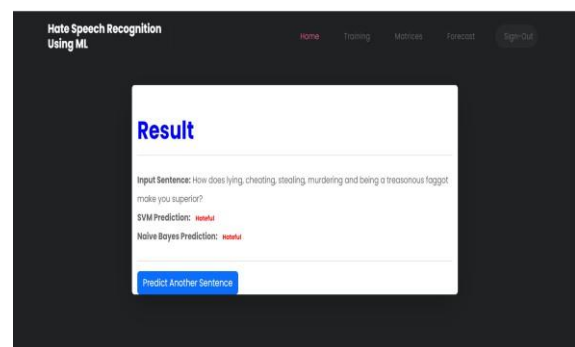 Hate Speech Recognition
Using ML
Home Training Matrices Forecast Sign-Out
Result
Input Sentence: How does lying, cheating, stealing, murdering and being a treasonous faggot
make you superior?
SVM Prediction: Hateful
Naive Bayes Prediction: Hateful
Predict Another Sentence